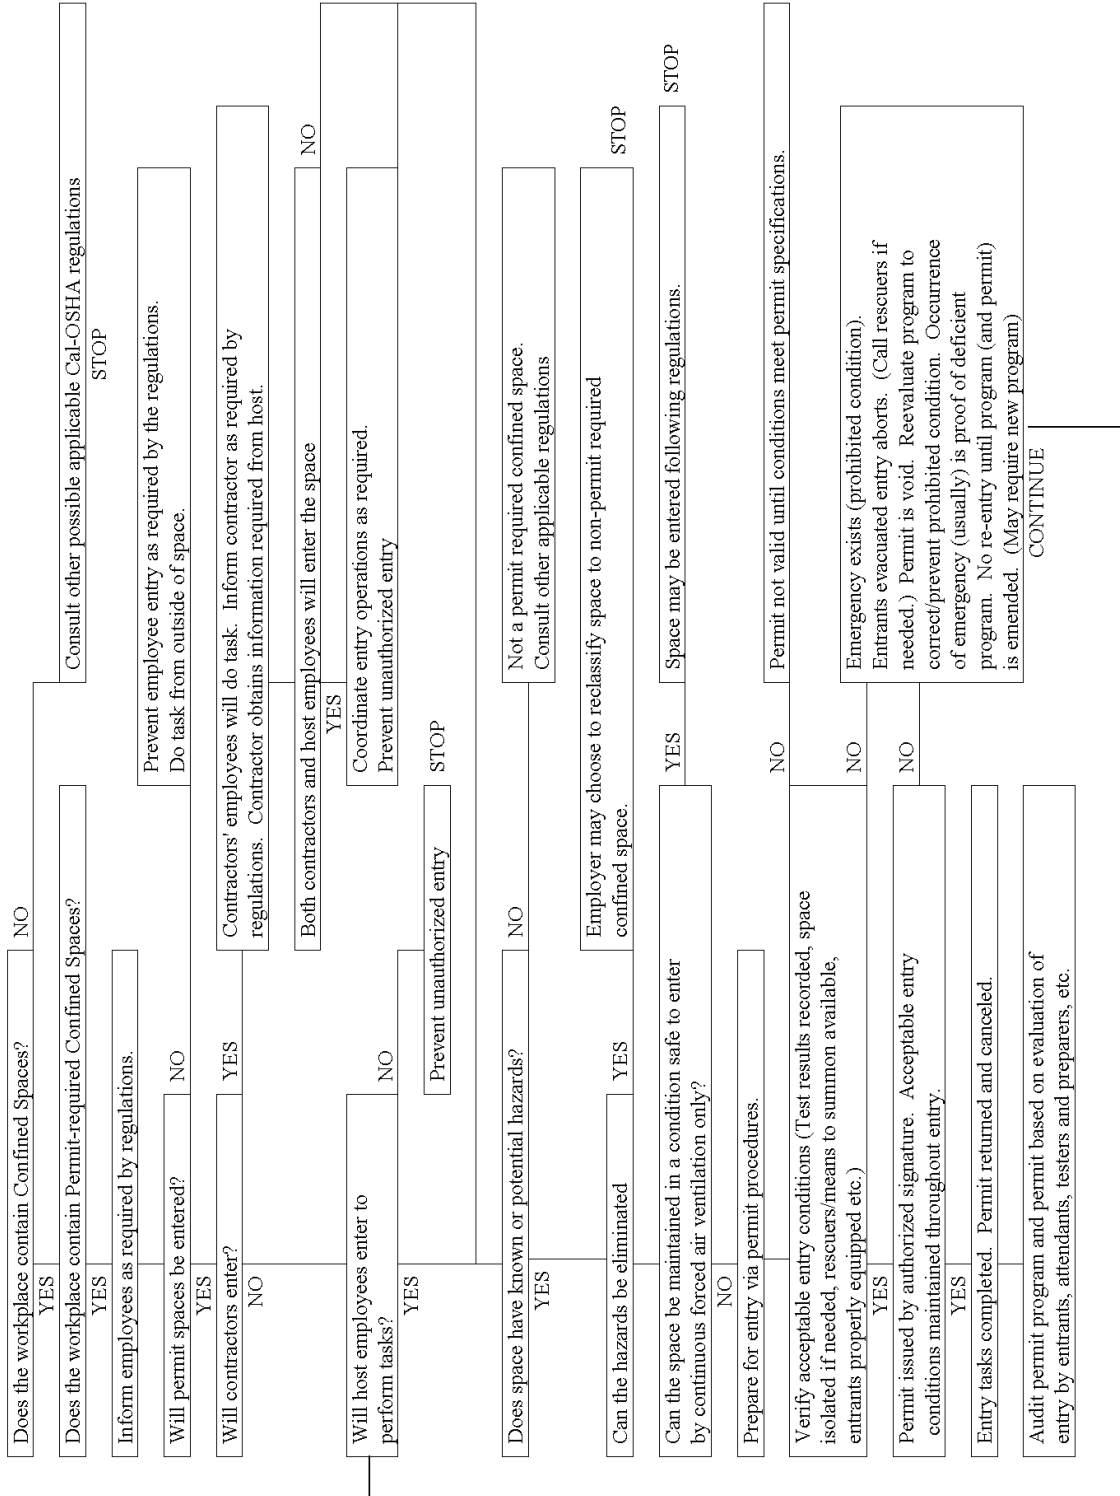 Does the workplace contain Confined Spaces?
NO
YES
Consult other possible applicable Cal-OSHA regulations
STOP
Does the workplace contain Permit-required Confined Spaces?
YES
Inform employees as required by regulations.
Will permit spaces be entered?
NO
YES
Prevent employee entry as required by the regulations.
Do task from outside of space.
Will contractors enter?
YES
NO
Contractors' employees will do task. Inform contractor as required by
regulations. Contractor obtains information required from host.
Both contractors and host employees will enter the space
NO
YES
Coordinate entry operations as required.
Prevent unauthorized entry
Will host employees enter to
perform tasks?
NO
YES
Prevent unauthorized entry
STOP
Does space have known or potential hazards?
NO
YES
Not a permit required confined space.
Consult other applicable regulations
Can the hazards be eliminated
YES
Employer may choose to reclassify space to non-permit required
confined space.
STOP
Can the space be maintained in a condition safe to enter
by continuous forced air ventilation only?
YES
NO
Space may be entered following regulations.
STOP
Prepare for entry via permit procedures.
Verify acceptable entry conditions (Test results recorded, space
isolated if needed, rescuers/means to summon available,
entrants properly equipped etc.)
NO
Permit not valid until conditions meet permit specifications.
YES
NO
Permit issued by authorized signature. Acceptable entry
conditions maintained throughout entry.
NO
YES
Emergency exists (prohibited condition).
Entrants evacuated entry aborts. (Call rescuers if
needed.) Permit is void. Reevaluate program to
correct/prevent prohibited condition. Occurrence
of emergency (usually) is proof of deficient
program. No re-entry until program (and permit)
is emended. (May require new program)
CONTINUE
Entry tasks completed. Permit returned and canceled.
Audit permit program and permit based on evaluation of
entry by entrants, attendants, testers and preparers, etc.